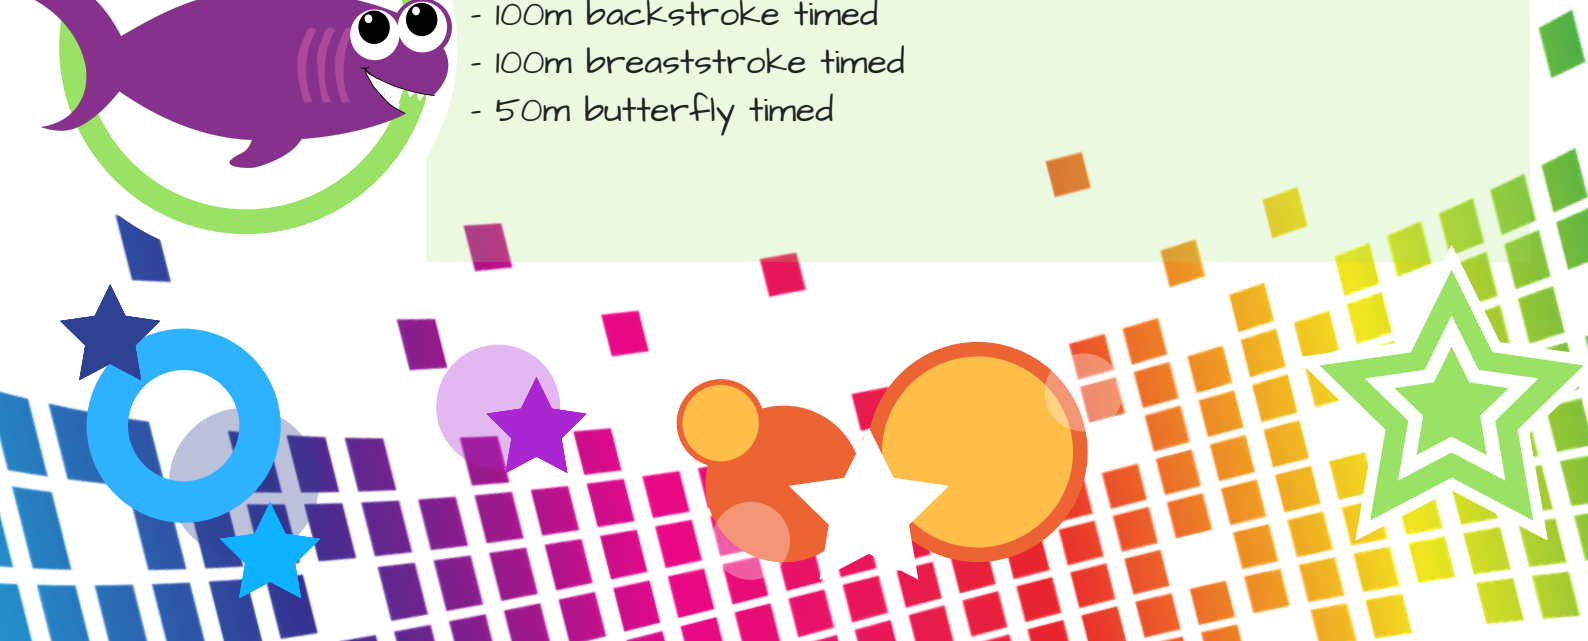 - 100m backstroke timed
- 100m breaststroke timed
- 50m butterfly timed